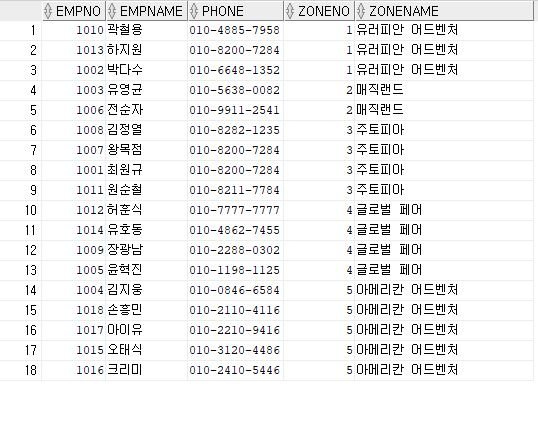 EMPNO EMPNAME PHONE ZONENO ZONENAME
1 1010 곽철용 010-4885-7958 1 유러피안 어드벤처
2 1013 하지원 010-8200-7284 1 유러피안 어드벤처
3 1002 박다수 010-6648-1352 1 유러피안 어드벤처
4 1003 유영균 010-5638-0082 2 매직랜드
5 1006 전순자 010-9911-2541 2 매직랜드
6 1008 김정열 010-8282-1235 3 주토피아
7 1007 왕목점 010-8200-7284 3 주토피아
8 1001 최원규 010-8200-7284 3 주토피아
9 1011 원순철 010-8211-7784 3 주토피아
10 1012 허훈식 010-7777-7777 4 글로벌 페어
11 1014 유호동 010-4862-7455 4 글로벌 페어
12 1009 장광남 010-2288-0302 4 글로벌 페어
13 1005 윤혁진 010-1198-1125 4 글로벌 페어
14 1004 김지웅 010-0846-6584 5 아메리칸 어드벤처
15 1018 손흥민 010-2110-4116 5 아메리칸 어드벤처
16 1017 아이유 010-2210-9416 5 아메리칸 어드벤처
17 1015 오태식 010-3120-4486 5 아메리칸 어드벤처
18 1016 크리미 010-2410-5446 5 아메리칸 어드벤처